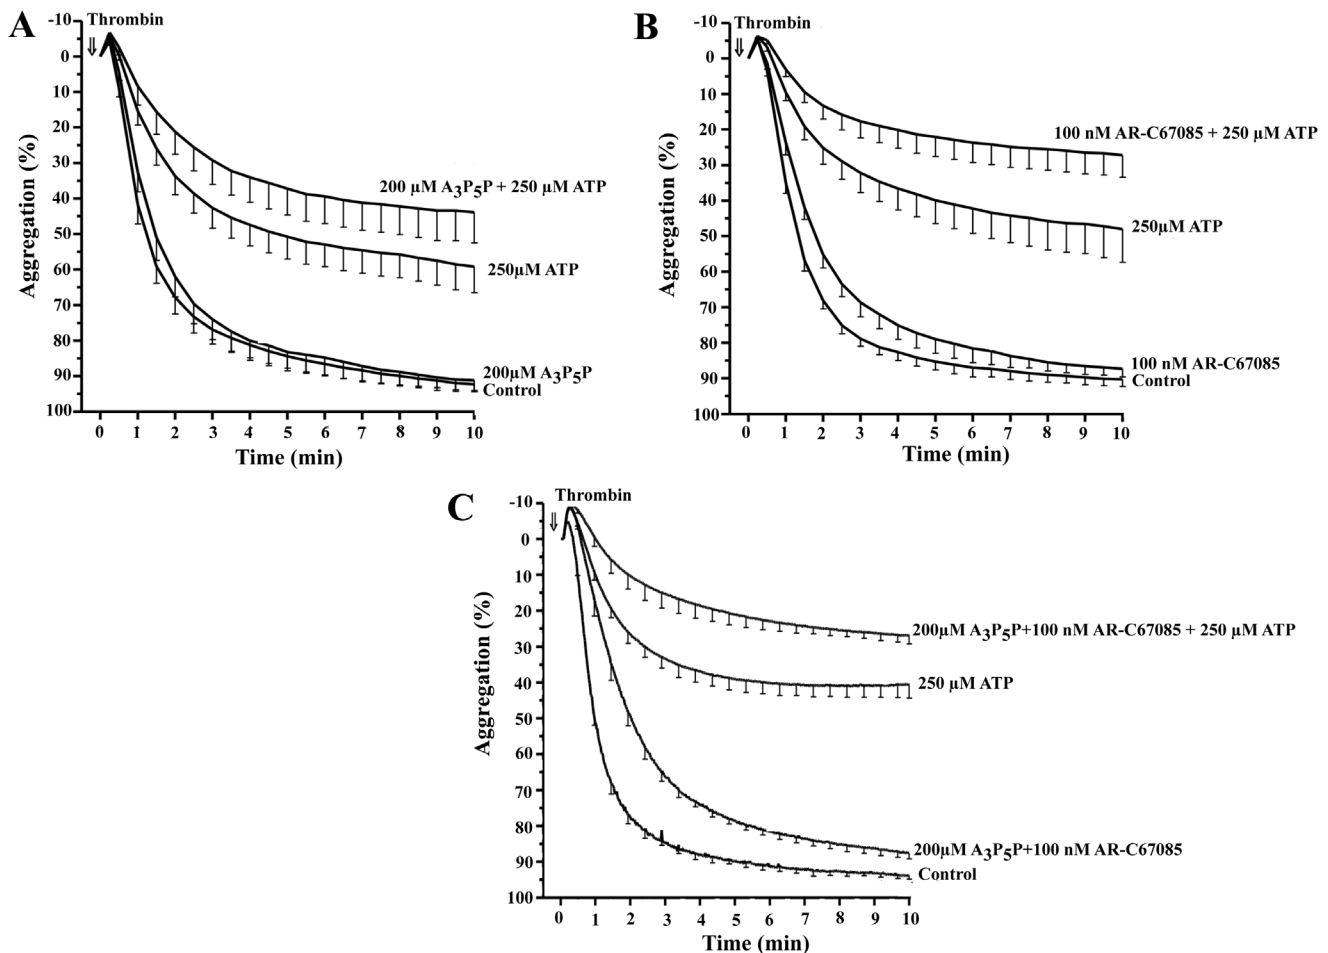 A
Thrombin
⇓
-10
0
10
20
30
40
50
60
70
80
90
100
Aggregation (%)
200 µM A3P5P + 250 µM ATP
250µM ATP
200µM A3P5P
Control
0 1 2 3 4 5 6 7 8 9 10
Time (min)
B
Thrombin
⇓
-10
0
10
20
30
40
50
60
70
80
90
100
Aggregation (%)
100 nM AR-C67085 + 250 µM ATP
250µM ATP
100 nM AR-C67085
Control
0 1 2 3 4 5 6 7 8 9 10
Time (min)
C
Thrombin
⇓
-10
0
10
20
30
40
50
60
70
80
90
100
Aggregation (%)
200µM A3P5P+100 nM AR-C67085 + 250 µM ATP
250 µM ATP
200µM A3P5P+100 nM AR-C67085
Control
0 1 2 3 4 5 6 7 8 9 10
Time (min)